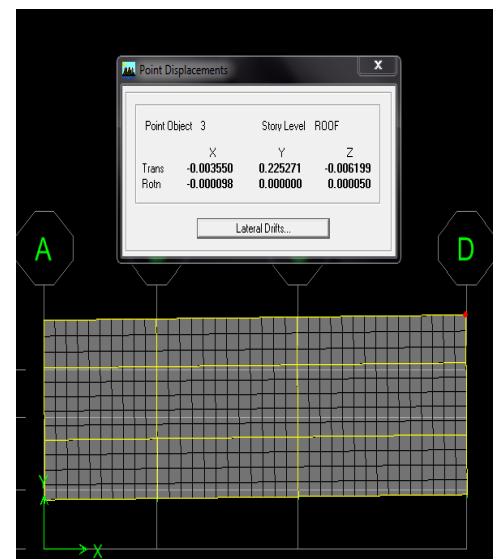 Point Displacements X
Point Object 3 Story Level ROOF
X Y Z
Trans -0.003550 0.225271 -0.006199
Rotn -0.000098 0.000000 0.000050
Lateral Drifts...
A D
Y
X